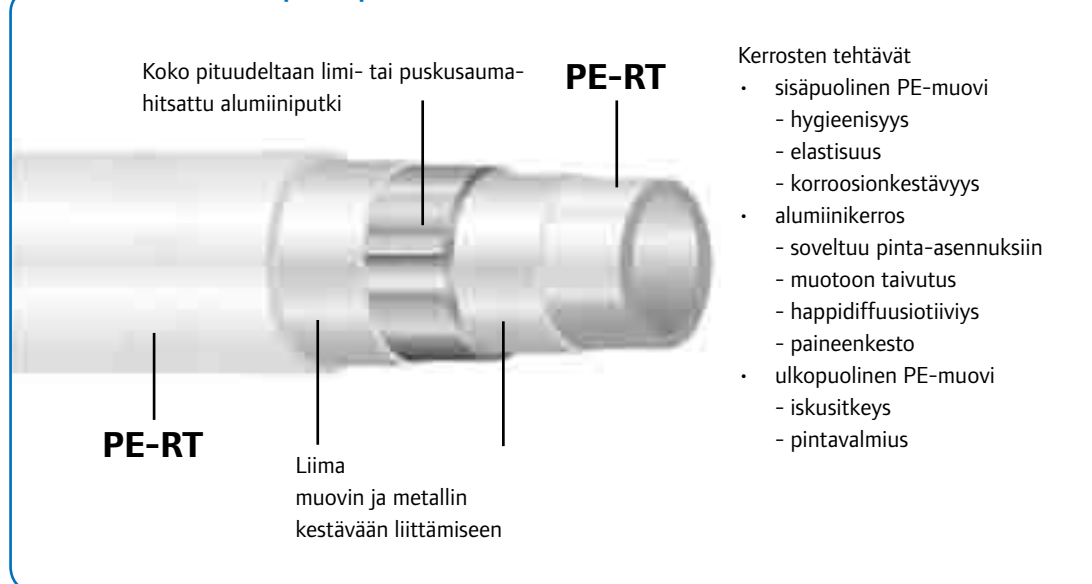 Koko pituudeltaan limi- tai puskusauma-
hitsattu alumiiniputki
PE-RT
PE-RT
Liima
muovin ja metallin
kestävään liittämiseen
Kerrosten tehtävät
• sisäpuolinen PE-muovi
- hygieenisyys
- elastisuus
- korroosionkestävyys
• alumiinikerros
- soveltuu pinta-asennuksiin
- muotoon taivutus
- happidiffuusiotiiviys
- paineenkesto
• ulkopuolinen PE-muovi
- iskusitkeys
- pintavalmius